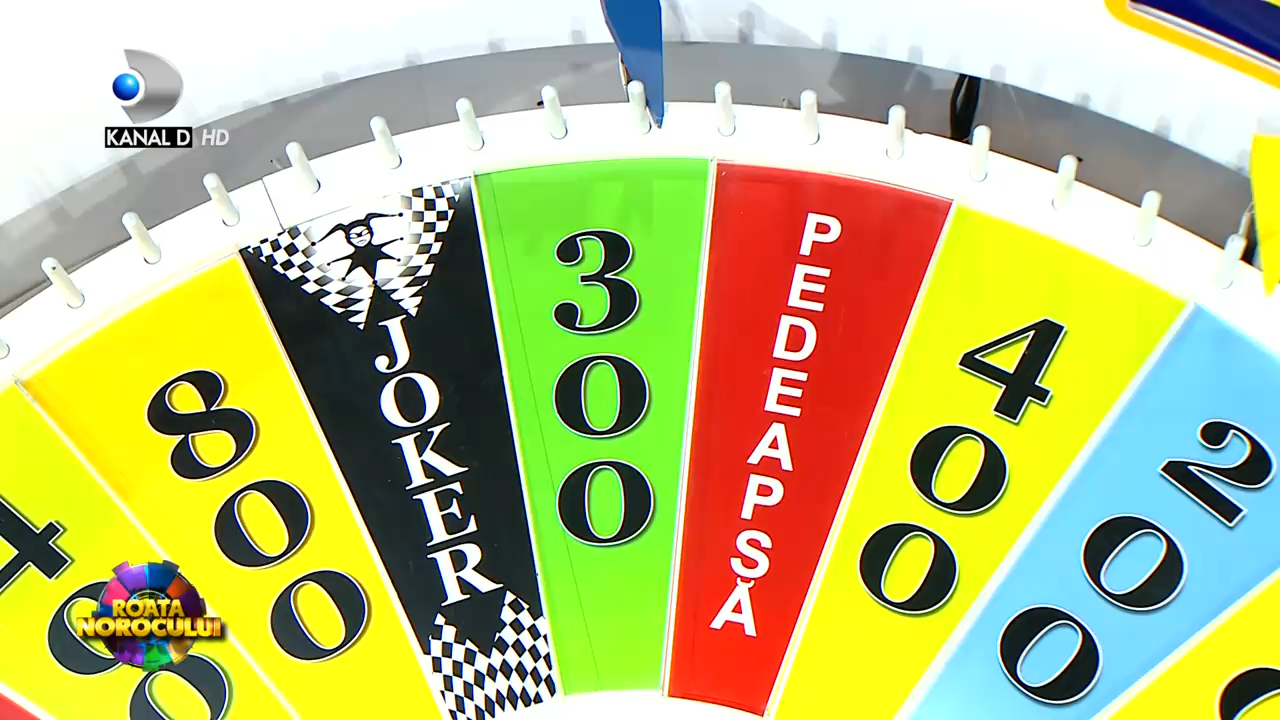 KANAL D HD
800
JOKER
300
PEDEAPSĂ
400
200
ROATA
NOROCULUI